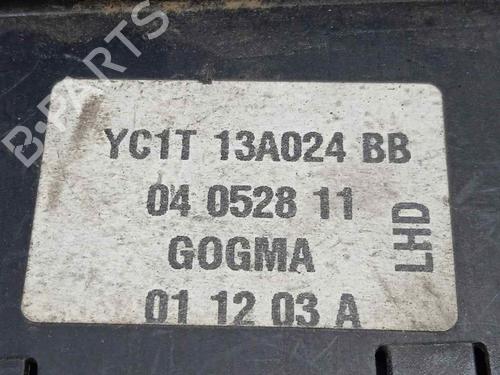 B-PARTS
YC1T 13A024 BB
04 0528 11
GOGMA
01 12 03 A
LHD